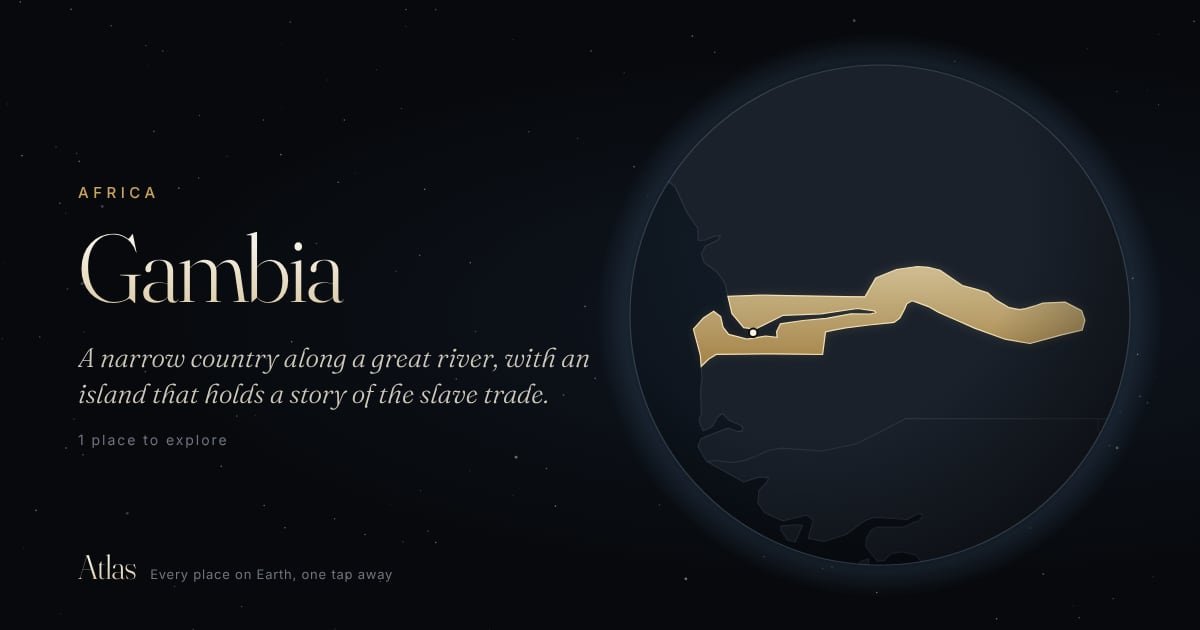 AFRICA
Gambia
A narrow country along a great river, with an
island that holds a story of the slave trade.
1 place to explore
Atlas Every place on Earth, one tap away